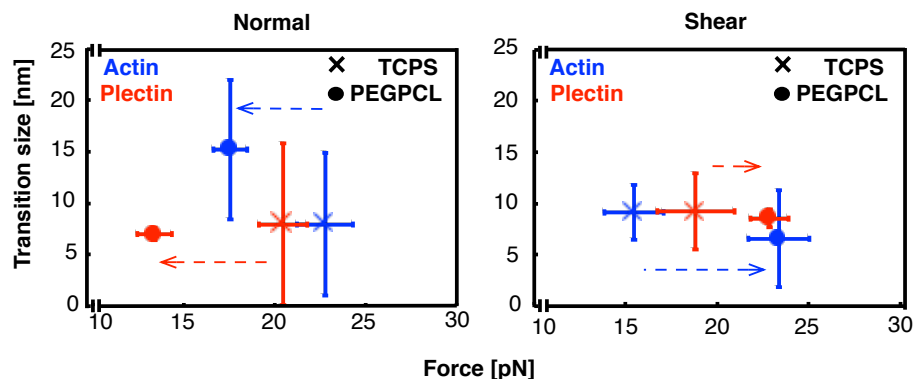 Normal
Shear
Transition size [nm]
25
20
15
10
5
0
Actin
Plectin
TCPS
PEGPCL
10
15
20
25
30
25
20
15
10
5
0
Actin
Plectin
TCPS
PEGPCL
10
15
20
25
30
Force [pN]